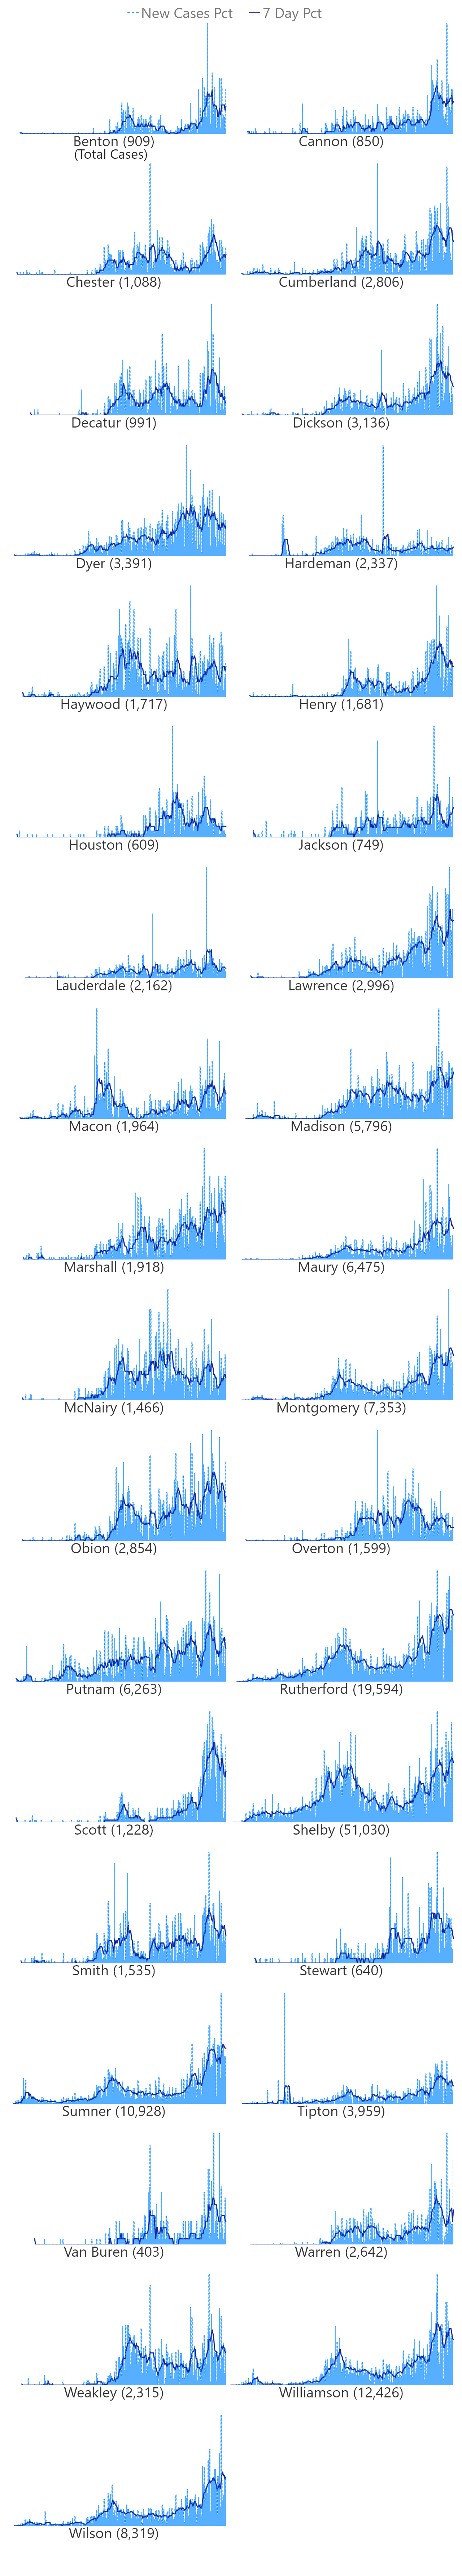 New Cases Pct 7 Day Pct
Benton (909)
(Total Cases)
Cannon (850)
Chester (1,088)
Cumberland (2,806)
Decatur (991)
Dickson (3,136)
Dyer (3,391)
Hardeman (2,337)
Haywood (1,717)
Henry (1,681)
Houston (609)
Jackson (749)
Lauderdale (2,162)
Lawrence (2,996)
Macon (1,964)
Madison (5,796)
Marshall (1,918)
Maury (6,475)
McNairy (1,466)
Montgomery (7,353)
Obion (2,854)
Overton (1,599)
Putnam (6,263)
Rutherford (19,594)
Scott (1,228)
Shelby (51,030)
Smith (1,535)
Stewart (640)
Sumner (10,928)
Tipton (3,959)
Van Buren (403)
Warren (2,642)
Weakley (2,315)
Williamson (12,426)
Wilson (8,319)